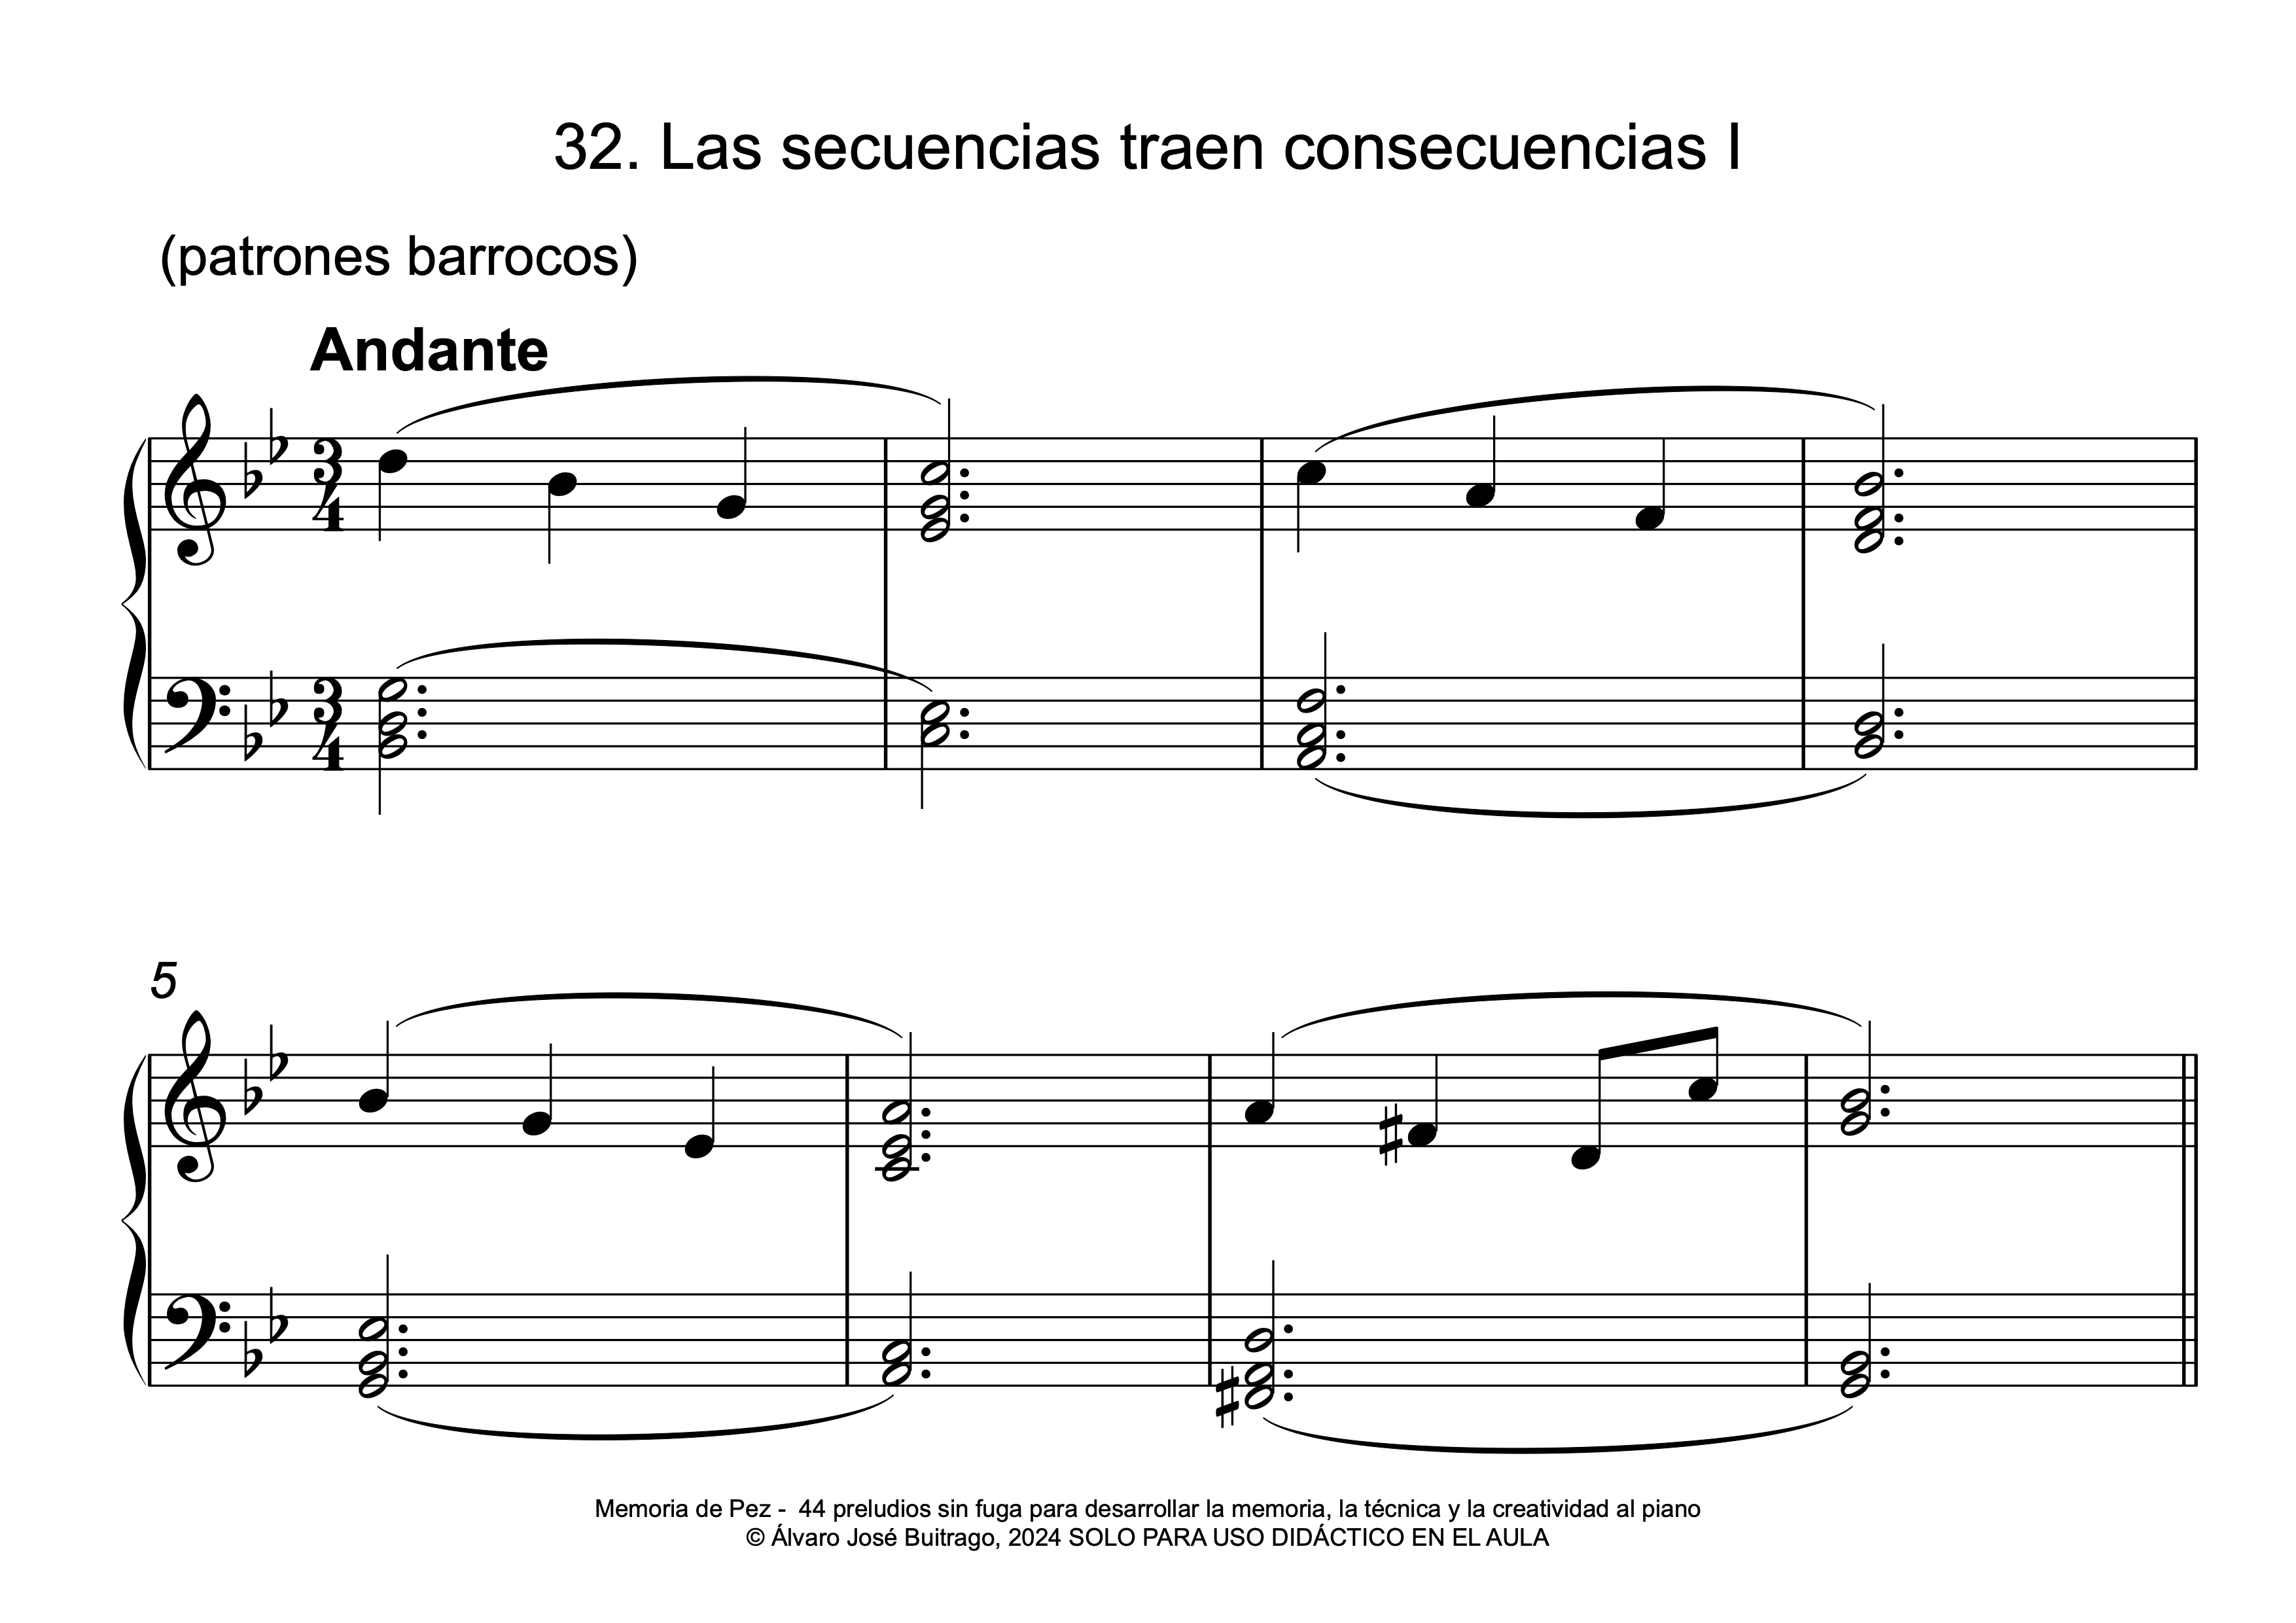 32. Las secuencias traen consecuencias I
(patrones barrocos)
Andante
3
4
3
4
5
Memoria de Pez -  44 preludios sin fuga para desarrollar la memoria, la técnica y la creatividad al piano
© Álvaro José Buitrago, 2024 SOLO PARA USO DIDÁCTICO EN EL AULA